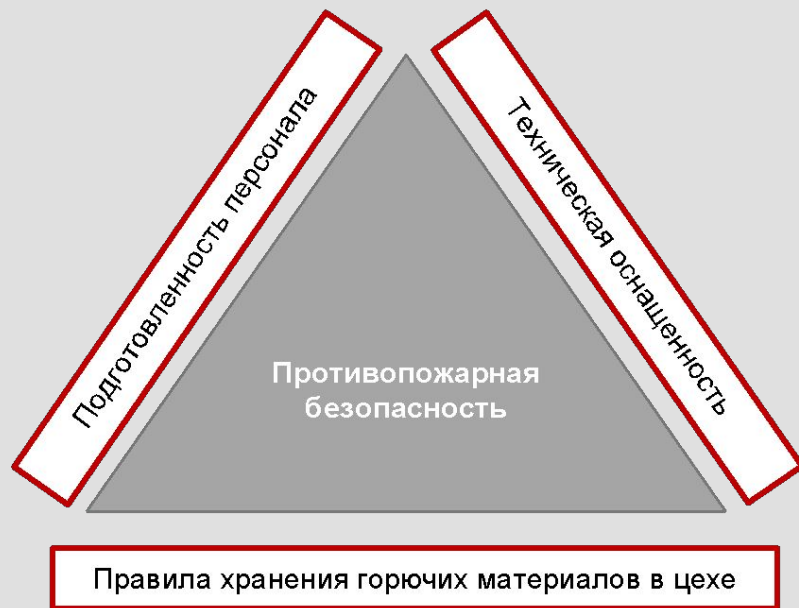 Подготовленность персонала
Техническая оснащенность
Противопожарная
безопасность
Правила хранения горючих материалов в цехе